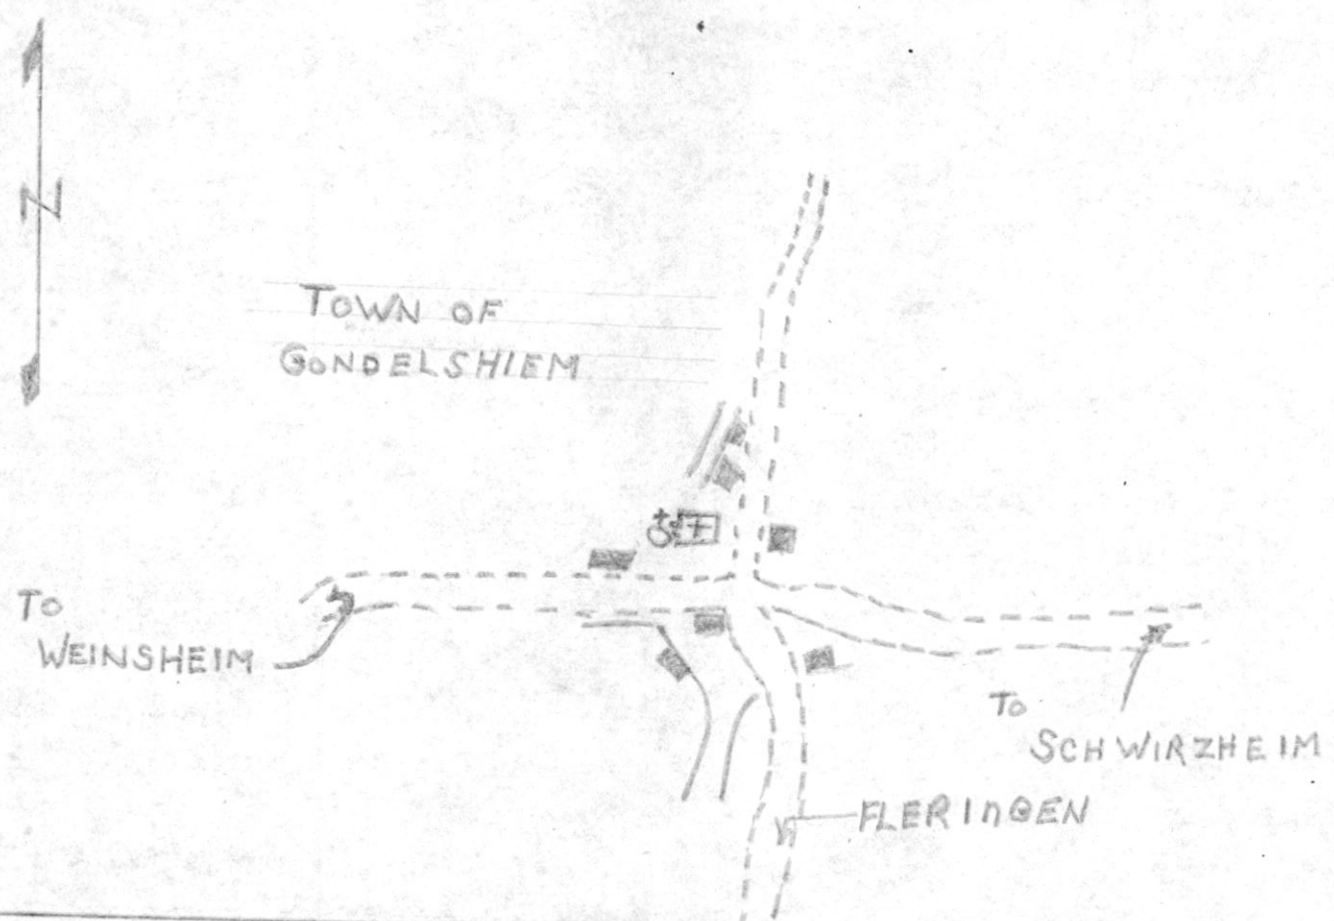 N
TOWN OF
GONDELSHIEM
TO
WEINSHEIM
TO
SCHWIRZHEIM
FLERINGEN